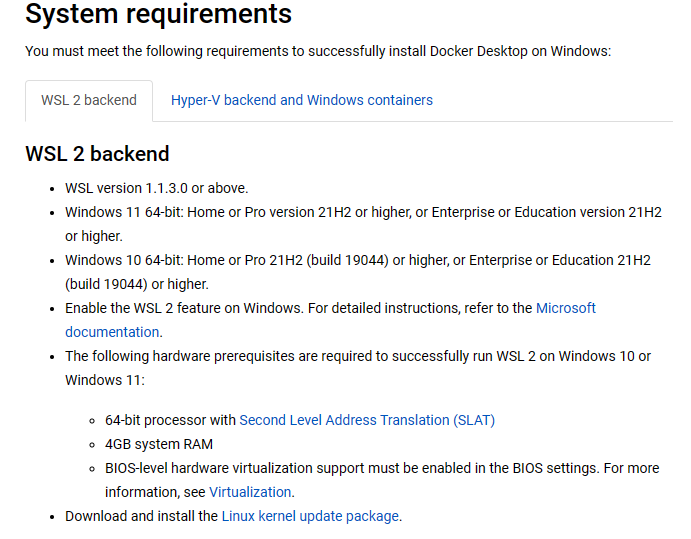 System requirements
You must meet the following requirements to successfully install Docker Desktop on Windows:
WSL 2 backend
Hyper-V backend and Windows containers
WSL 2 backend
• WSL version 1.1.3.0 or above.
• Windows 11 64-bit: Home or Pro version 21H2 or higher, or Enterprise or Education version 21H2
or higher.
• Windows 10 64-bit: Home or Pro 21H2 (build 19044) or higher, or Enterprise or Education 21H2
(build 19044) or higher.
• Enable the WSL 2 feature on Windows. For detailed instructions, refer to the Microsoft
documentation.
• The following hardware prerequisites are required to successfully run WSL 2 on Windows 10 or
Windows 11:
◦ 64-bit processor with Second Level Address Translation (SLAT)
◦ 4GB system RAM
◦ BIOS-level hardware virtualization support must be enabled in the BIOS settings. For more
information, see Virtualization.
• Download and install the Linux kernel update package.